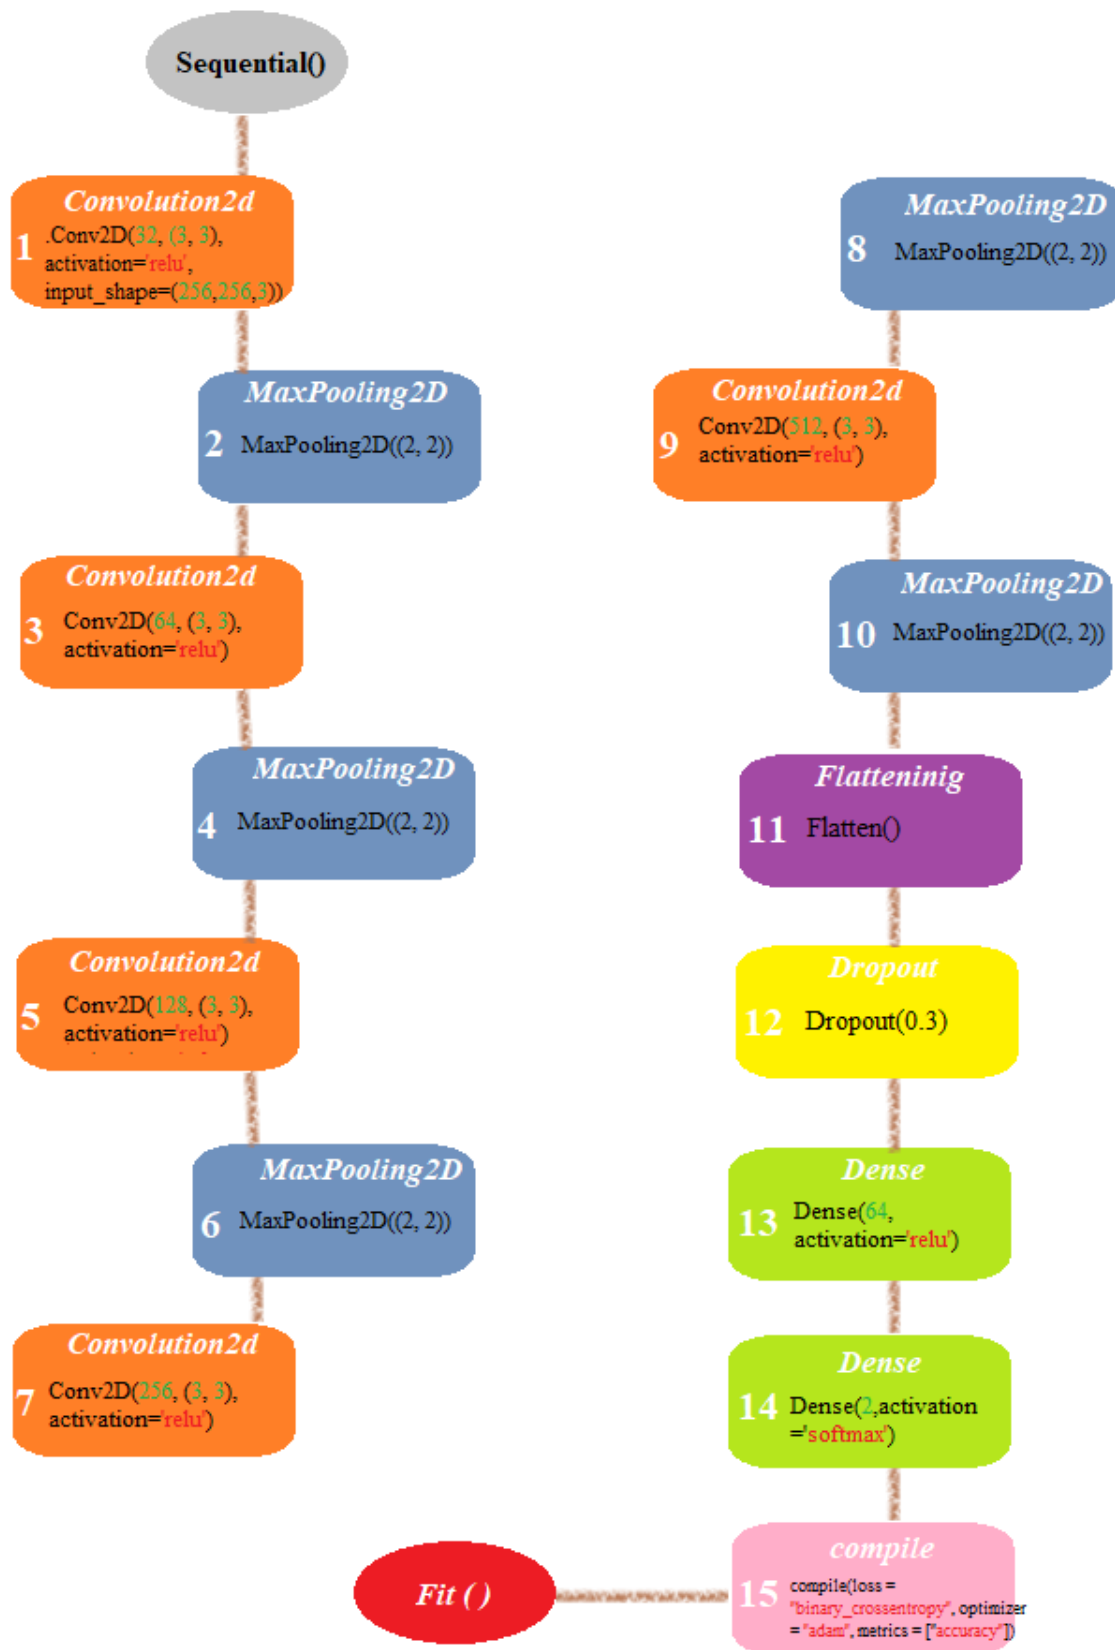 Sequential()
Convolution2d
1
.Conv2D(32, (3, 3),
activation='relu',
input_shape=(256,256,3))
MaxPooling2D
2
MaxPooling2D((2, 2))
Convolution2d
3
Conv2D(64, (3, 3),
activation='relu')
MaxPooling2D
4
MaxPooling2D((2, 2))
Convolution2d
5
Conv2D(128, (3, 3),
activation='relu')
MaxPooling2D
6
MaxPooling2D((2, 2))
Convolution2d
7
Conv2D(256, (3, 3),
activation='relu')
MaxPooling2D
8
MaxPooling2D((2, 2))
Convolution2d
9
Conv2D(512, (3, 3),
activation='relu')
MaxPooling2D
10
MaxPooling2D((2, 2))
Flatteninig
11
Flatten()
Dropout
12
Dropout(0.3)
Dense
13
Dense(64,
activation='relu')
Dense
14
Dense(2,activation
='softmax')
compile
15
compile(loss =
"binary_crossentropy", optimizer
= "adam", metrics = ["accuracy"])
Fit ( )